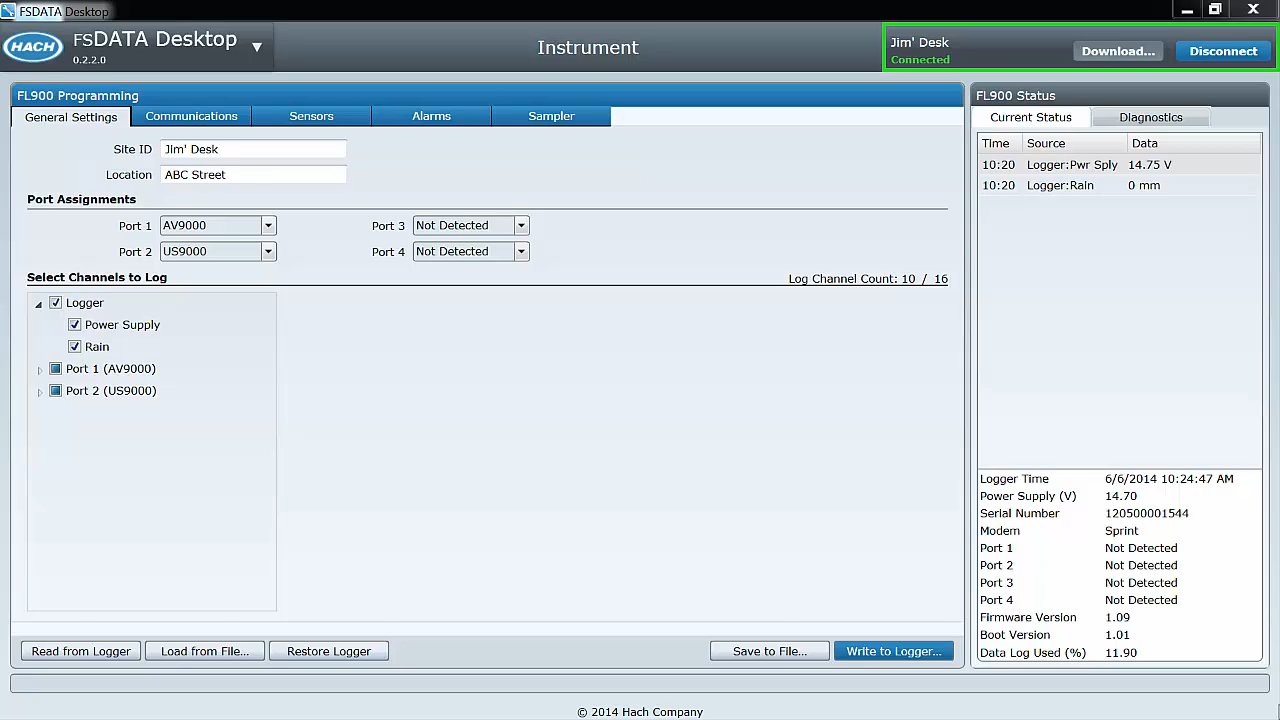 FSDATA Desktop
HACH
FSDATA Desktop
0.2.2.0
Instrument
Jim' Desk
Connected
Download...
Disconnect
FL900 Programming
General Settings
Communications
Sensors
Alarms
Sampler
Site ID
Jim' Desk
Location
ABC Street
Port Assignments
Port 1
AV9000
Port 3
Not Detected
Port 2
US9000
Port 4
Not Detected
Select Channels to Log
Log Channel Count: 10 / 16
Logger
Power Supply
Rain
Port 1 (AV9000)
Port 2 (US9000)
Read from Logger
Load from File...
Restore Logger
Save to File...
Write to Logger...
FL900 Status
Current Status
Diagnostics
Time Source Data
10:20 Logger:Pwr Sply 14.75 V
10:20 Logger:Rain 0 mm
Logger Time 6/6/2014 10:24:47 AM
Power Supply (V) 14.70
Serial Number 120500001544
Modem Sprint
Port 1 Not Detected
Port 2 Not Detected
Port 3 Not Detected
Port 4 Not Detected
Firmware Version 1.09
Boot Version 1.01
Data Log Used (%) 11.90
© 2014 Hach Company